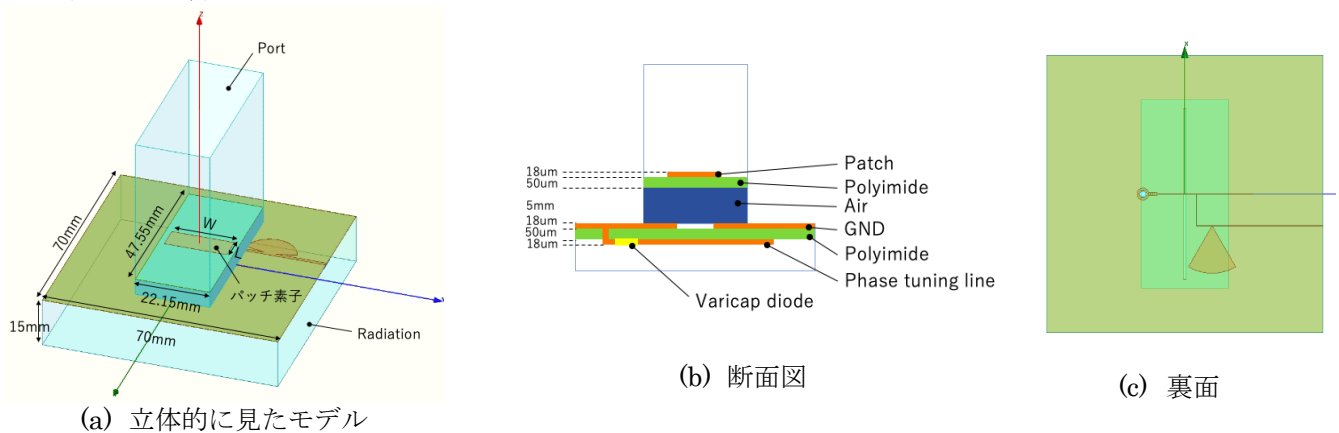 z
Port
70mm
47.55mm
W
L
パッチ素子
22.15mm
15mm
70mm
Radiation
(a) 立体的に見たモデル
18um
50um
5mm
18um
50um
18um
Patch
Polyimide
Air
GND
Polyimide
Phase tuning line
Varicap diode
(b) 断面図
x
(c) 裏面